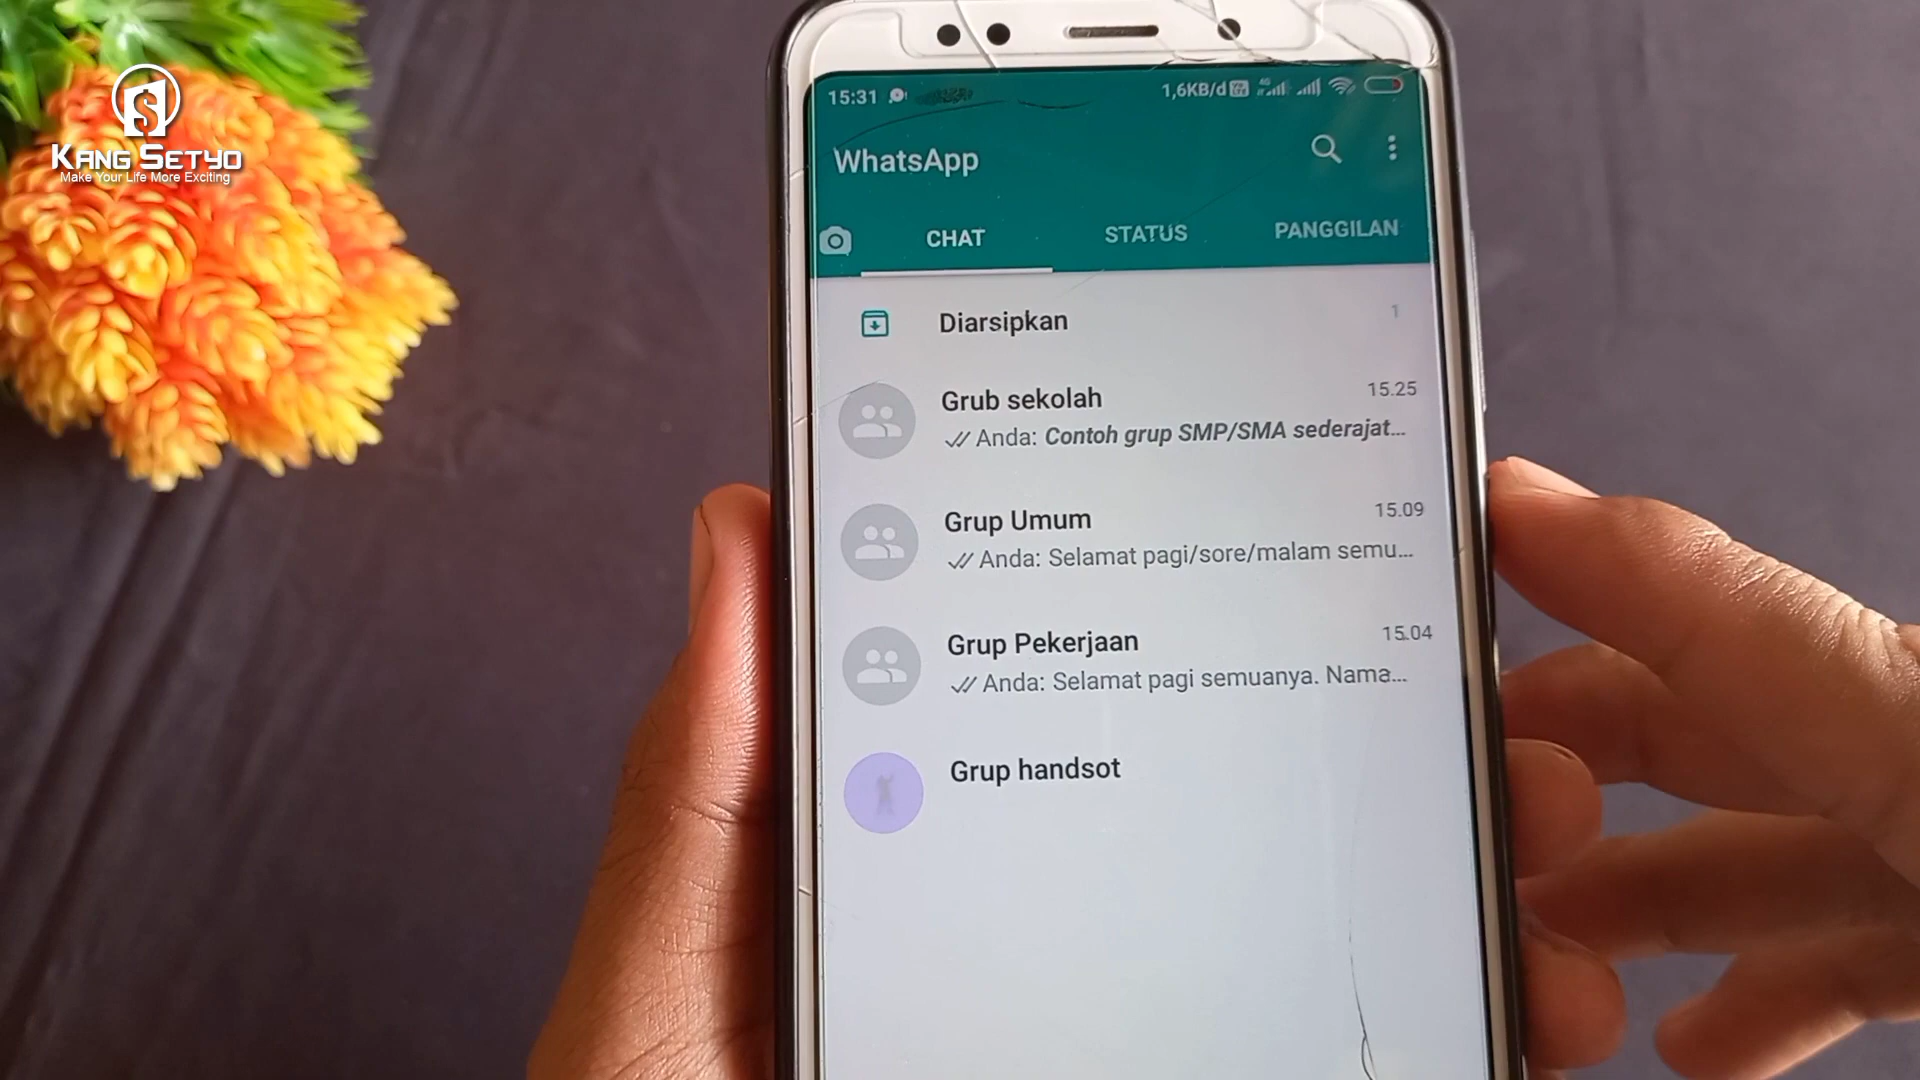 KANG SETYO
Make Your Life More Exciting
15:31
1,6KB/d
4G
WhatsApp
CHAT
STATUS
PANGGILAN
Diarsipkan
1
Grub sekolah
15.25
Anda: Contoh grup SMP/SMA sederajat...
Grup Umum
15.09
Anda: Selamat pagi/sore/malam semu...
Grup Pekerjaan
15.04
Anda: Selamat pagi semuanya. Nama...
Grup handsot